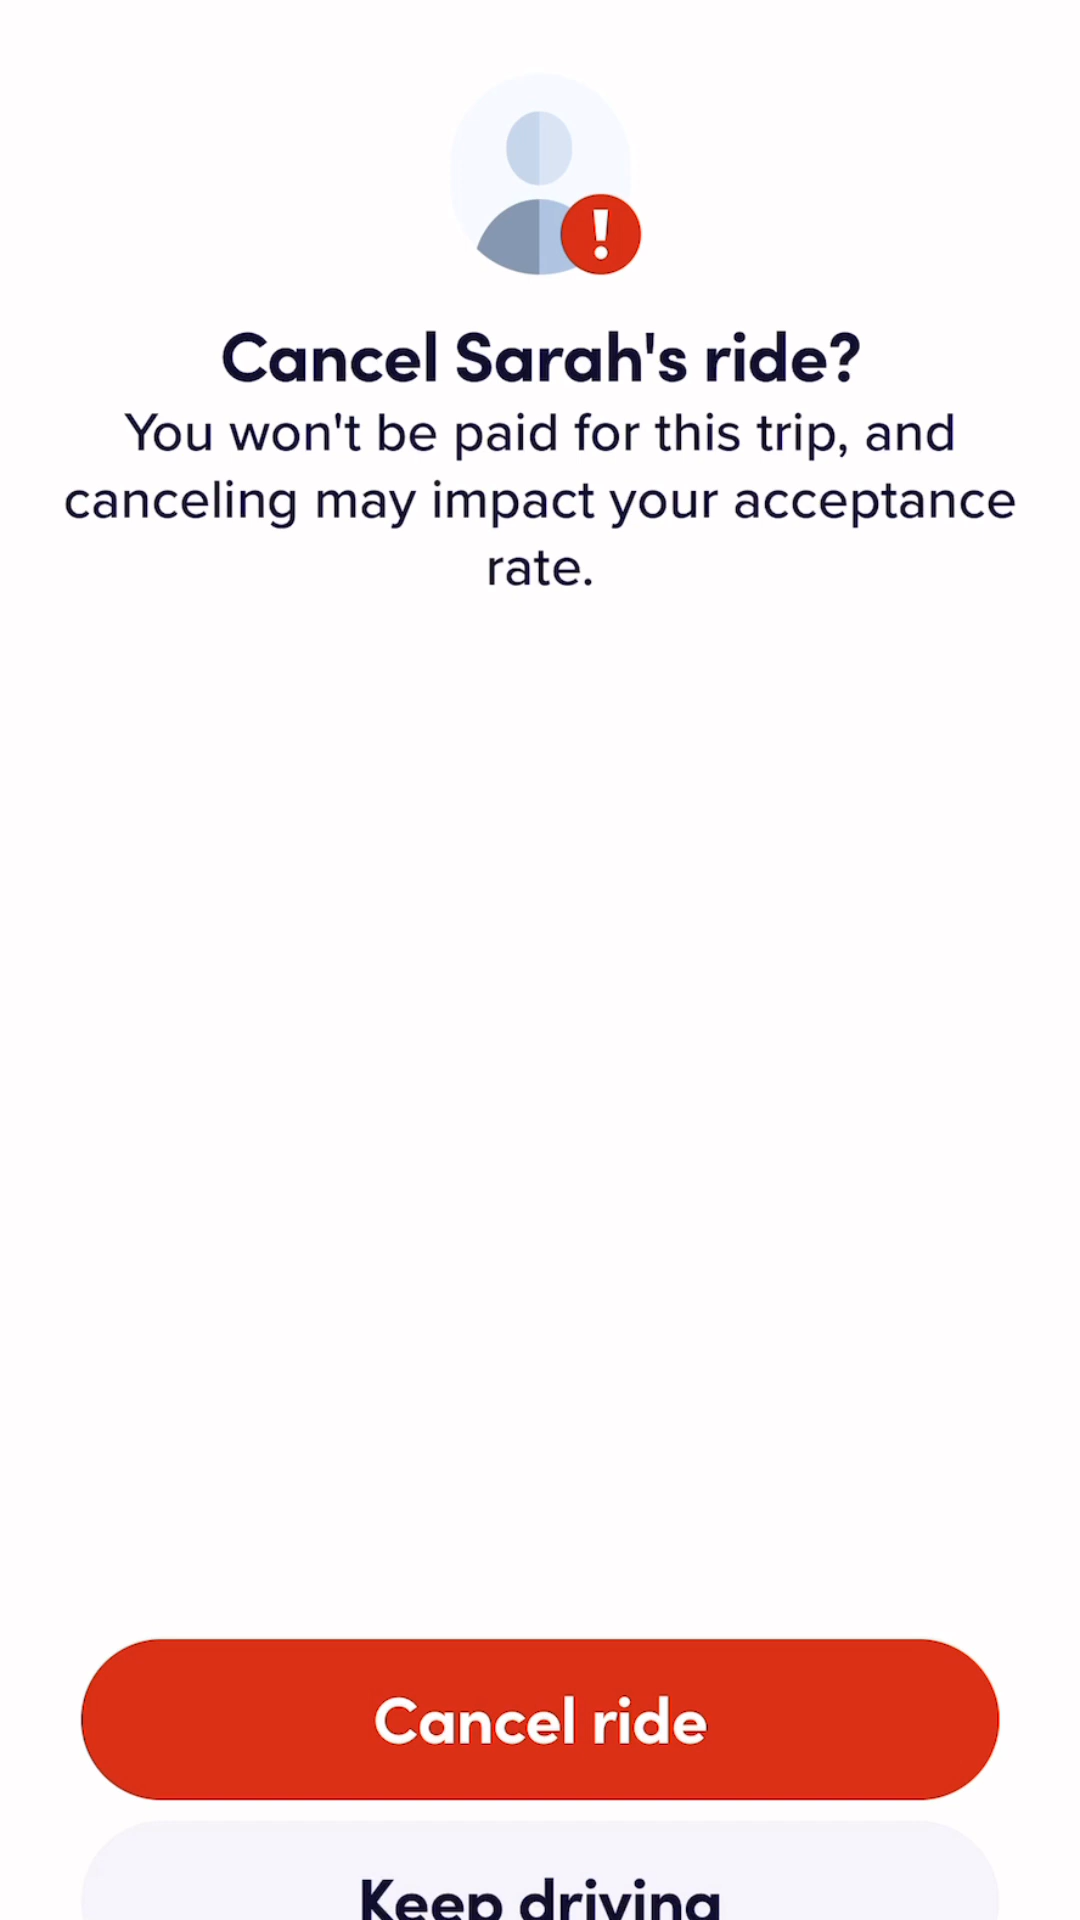 Cancel Sarah's ride?
You won't be paid for this trip, and
canceling may impact your acceptance
rate.
Cancel ride
Keep driving